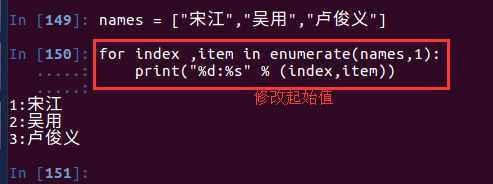 In [149]: names = ["宋江","吴用","卢俊义"]
In [150]: for index ,item in enumerate(names,1):
.....:     print("%d:%s" % (index,item))
.....:
修改起始值
1:宋江
2:吴用
3:卢俊义
In [151]: